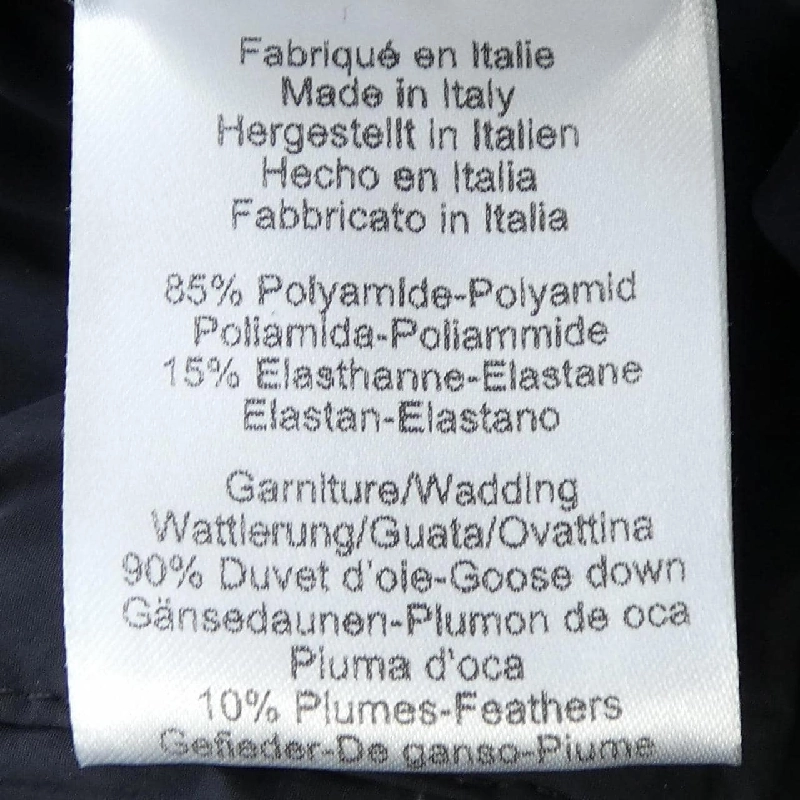 Fabriqué en Italie
Made in Italy
Hergestellt in Italien
Hecho en Italia
Fabbricato in Italia
85% Polyamide-Polyamid
Poliamida-Poliammide
15% Elasthanne-Elastane
Elastan-Elastano
Garniture/Wadding
Wattierung/Guata/Ovattina
90% Duvet d'oie-Goose down
Gänsedaunen-Plumon de oca
Piuma d'oca
10% Plumes-Feathers
Gefieder-De ganso-Piume